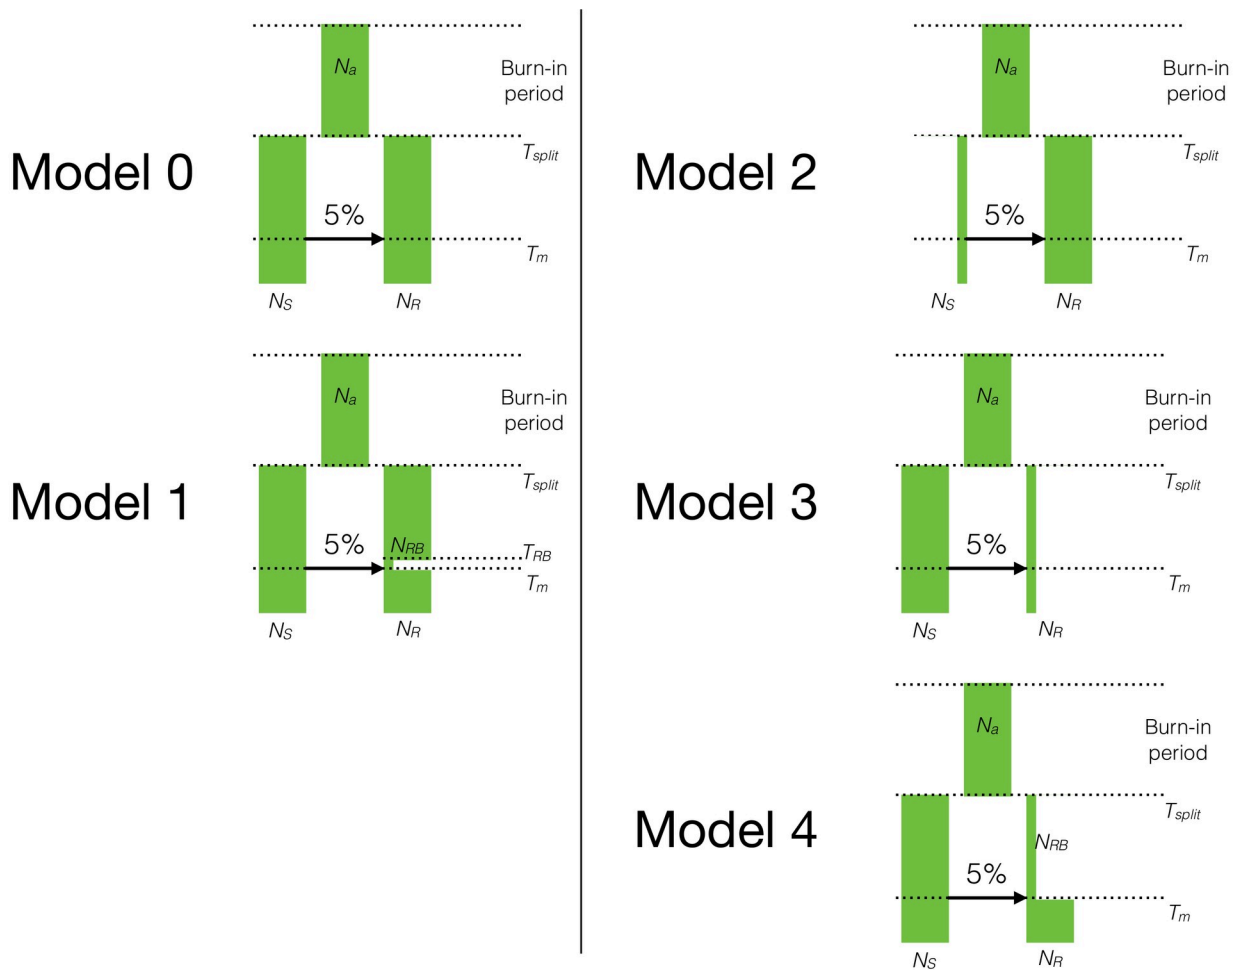 Model 0
Na
Burn-in
period
Tsplit
5%
Tm
NS
NR
Model 1
Na
Burn-in
period
Tsplit
5%
NRB
TRB
Tm
NS
NR
Model 2
Na
Burn-in
period
Tsplit
5%
Tm
NS
NR
Model 3
Na
Burn-in
period
Tsplit
5%
Tm
NS
NR
Model 4
Na
Burn-in
period
Tsplit
NRB
5%
Tm
NS
NR